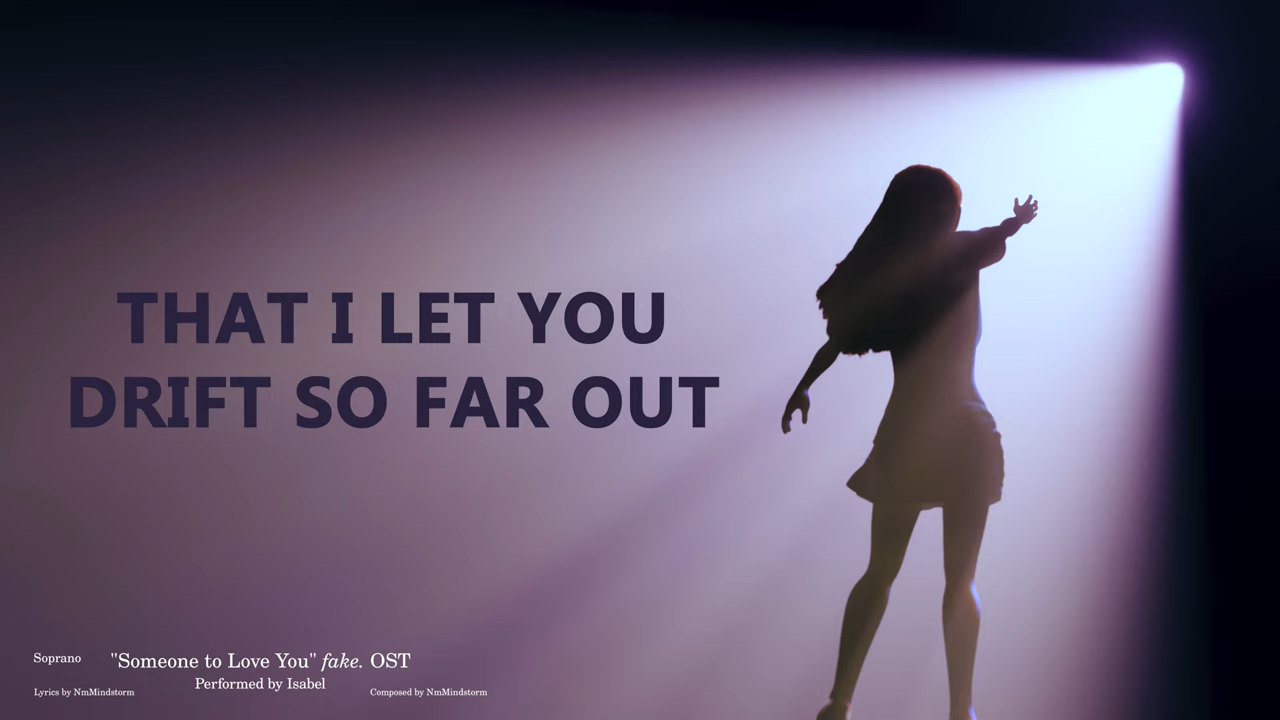 THAT I LET YOU
DRIFT SO FAR OUT
Soprano
"Someone to Love You" fake. OST
Performed by Isabel
Lyrics by NmMindstorm
Composed by NmMindstorm